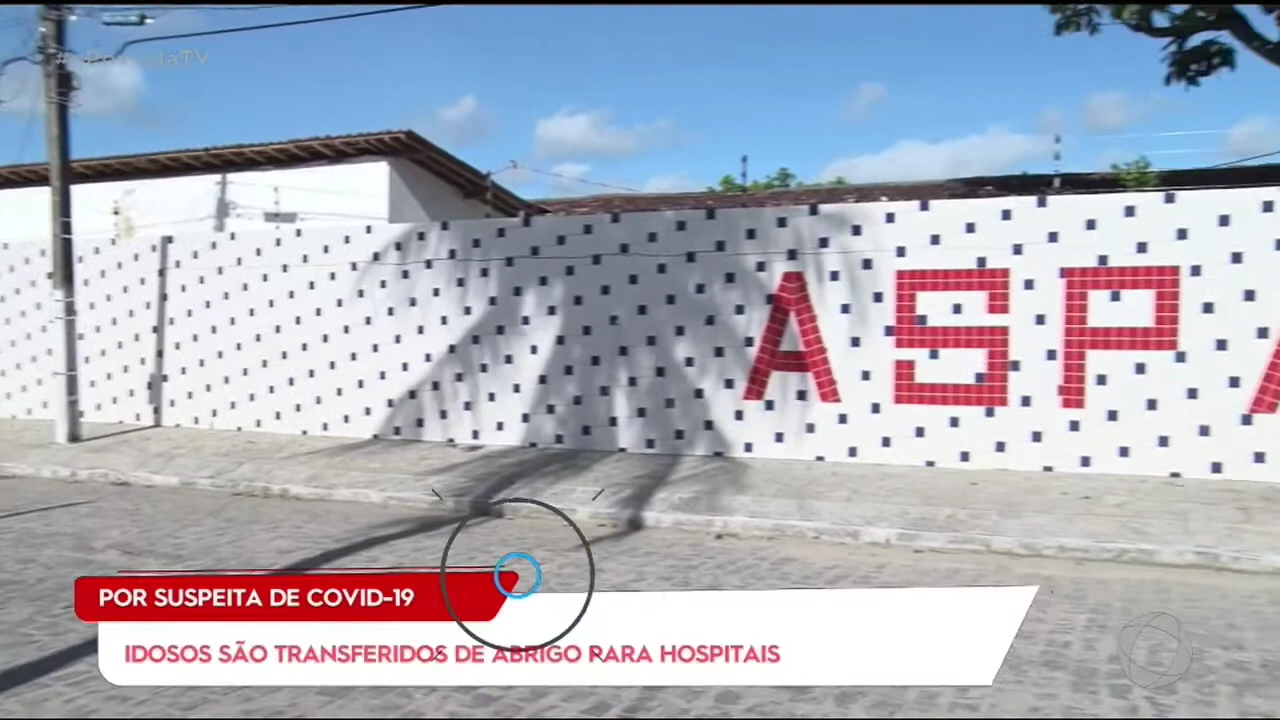 ASPA
POR SUSPEITA DE COVID-19
IDOSOS SÃO TRANSFERIDOS DE ABRIGO PARA HOSPITAIS